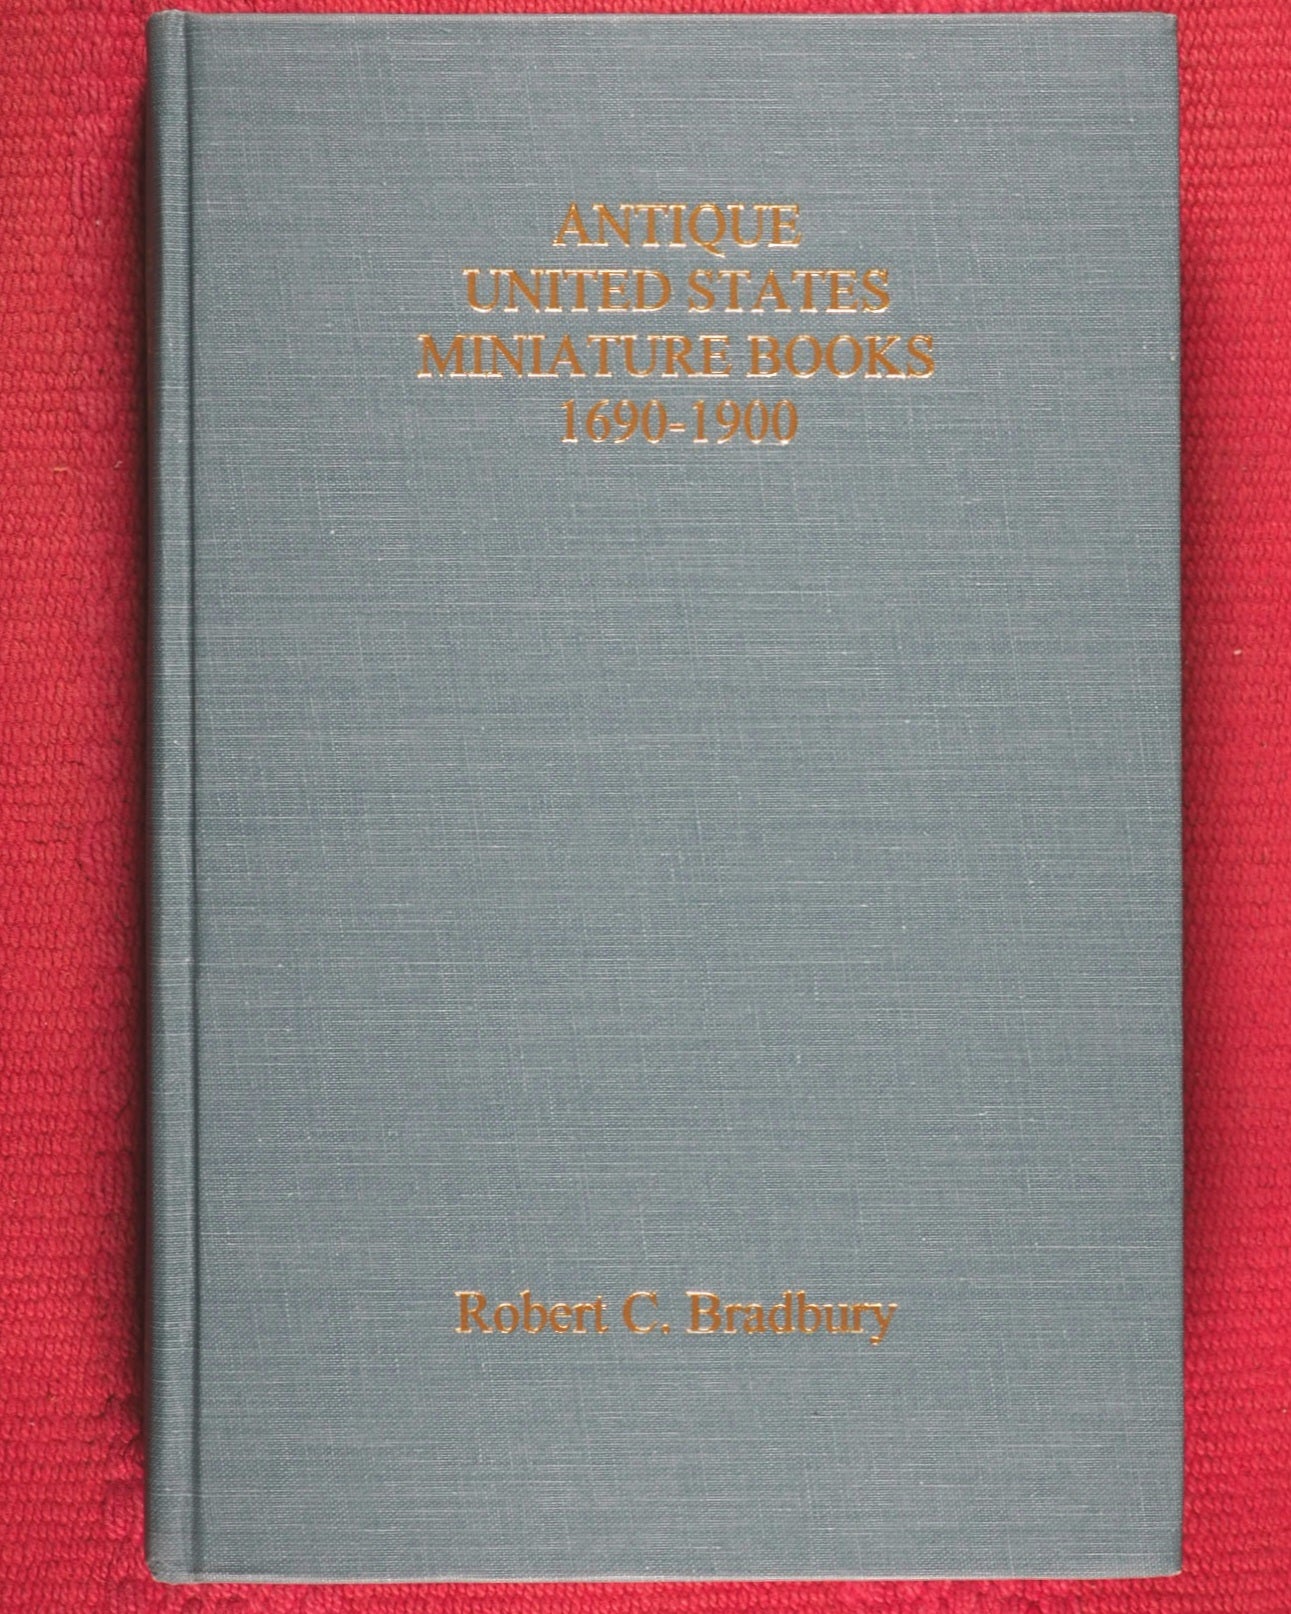 ANTIQUE
UNITED STATES
MINIATURE BOOKS
1690-1900
Robert C. Bradbury